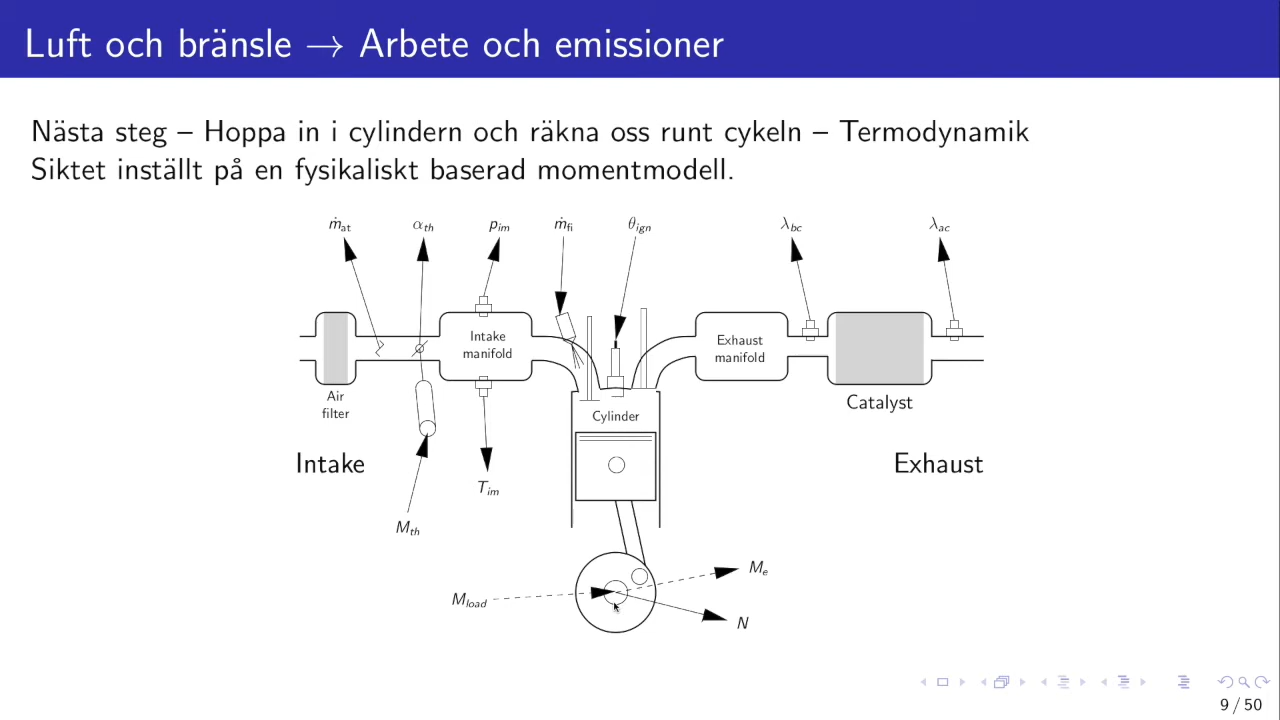 Luft och bränsle → Arbete och emissioner
Nästa steg – Hoppa in i cylindern och räkna oss runt cykeln – Termodynamik
Siktet inställt på en fysikaliskt baserad momentmodell.
ṁat αth pim ṁfi θign λbc λac
Intake
manifold
Exhaust
manifold
Air
filter
Cylinder
Catalyst
Intake
Exhaust
Tim
Mth
Me
Mload
N
9 / 50